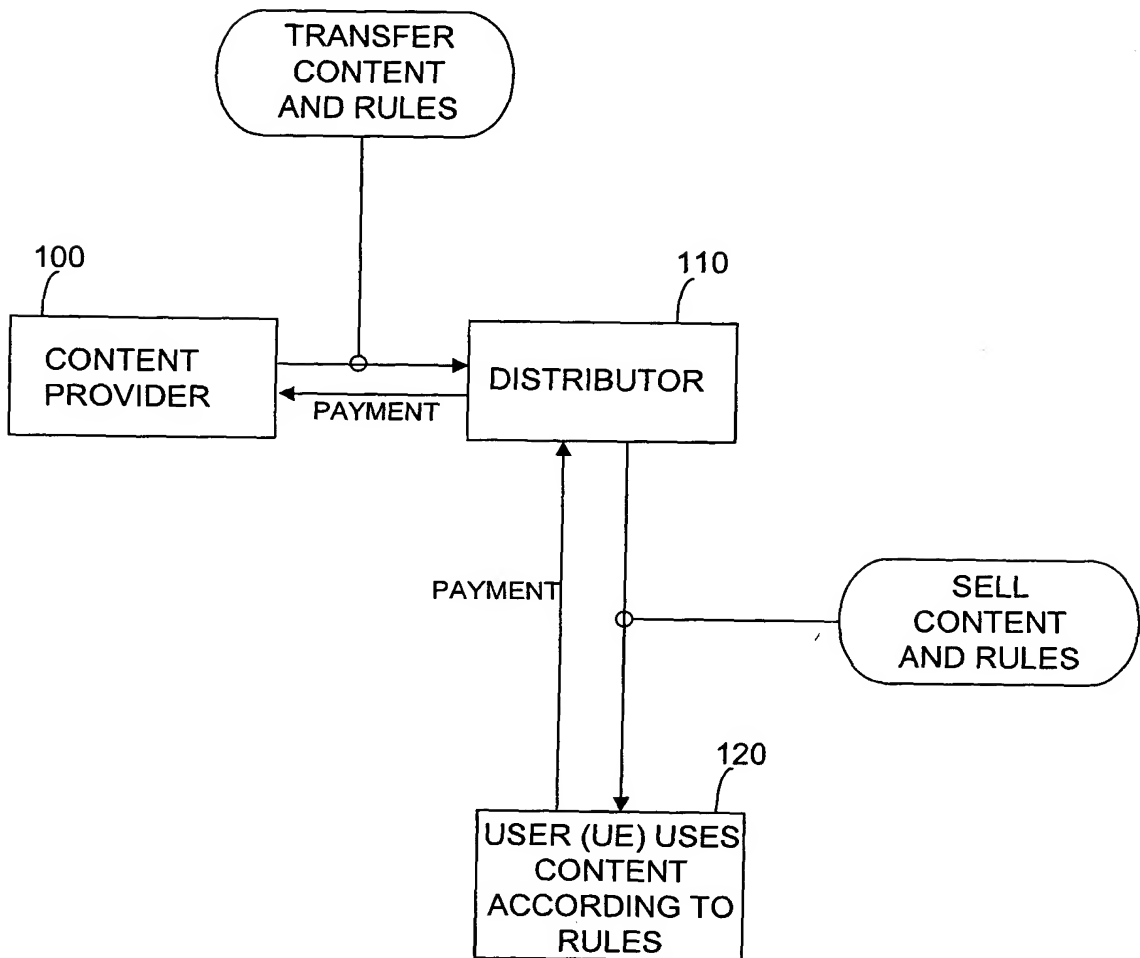 TRANSFER
CONTENT
AND RULES
100
110
CONTENT
PROVIDER
DISTRIBUTOR
PAYMENT
PAYMENT
SELL
CONTENT
AND RULES
120
USER (UE) USES
CONTENT
ACCORDING TO
RULES